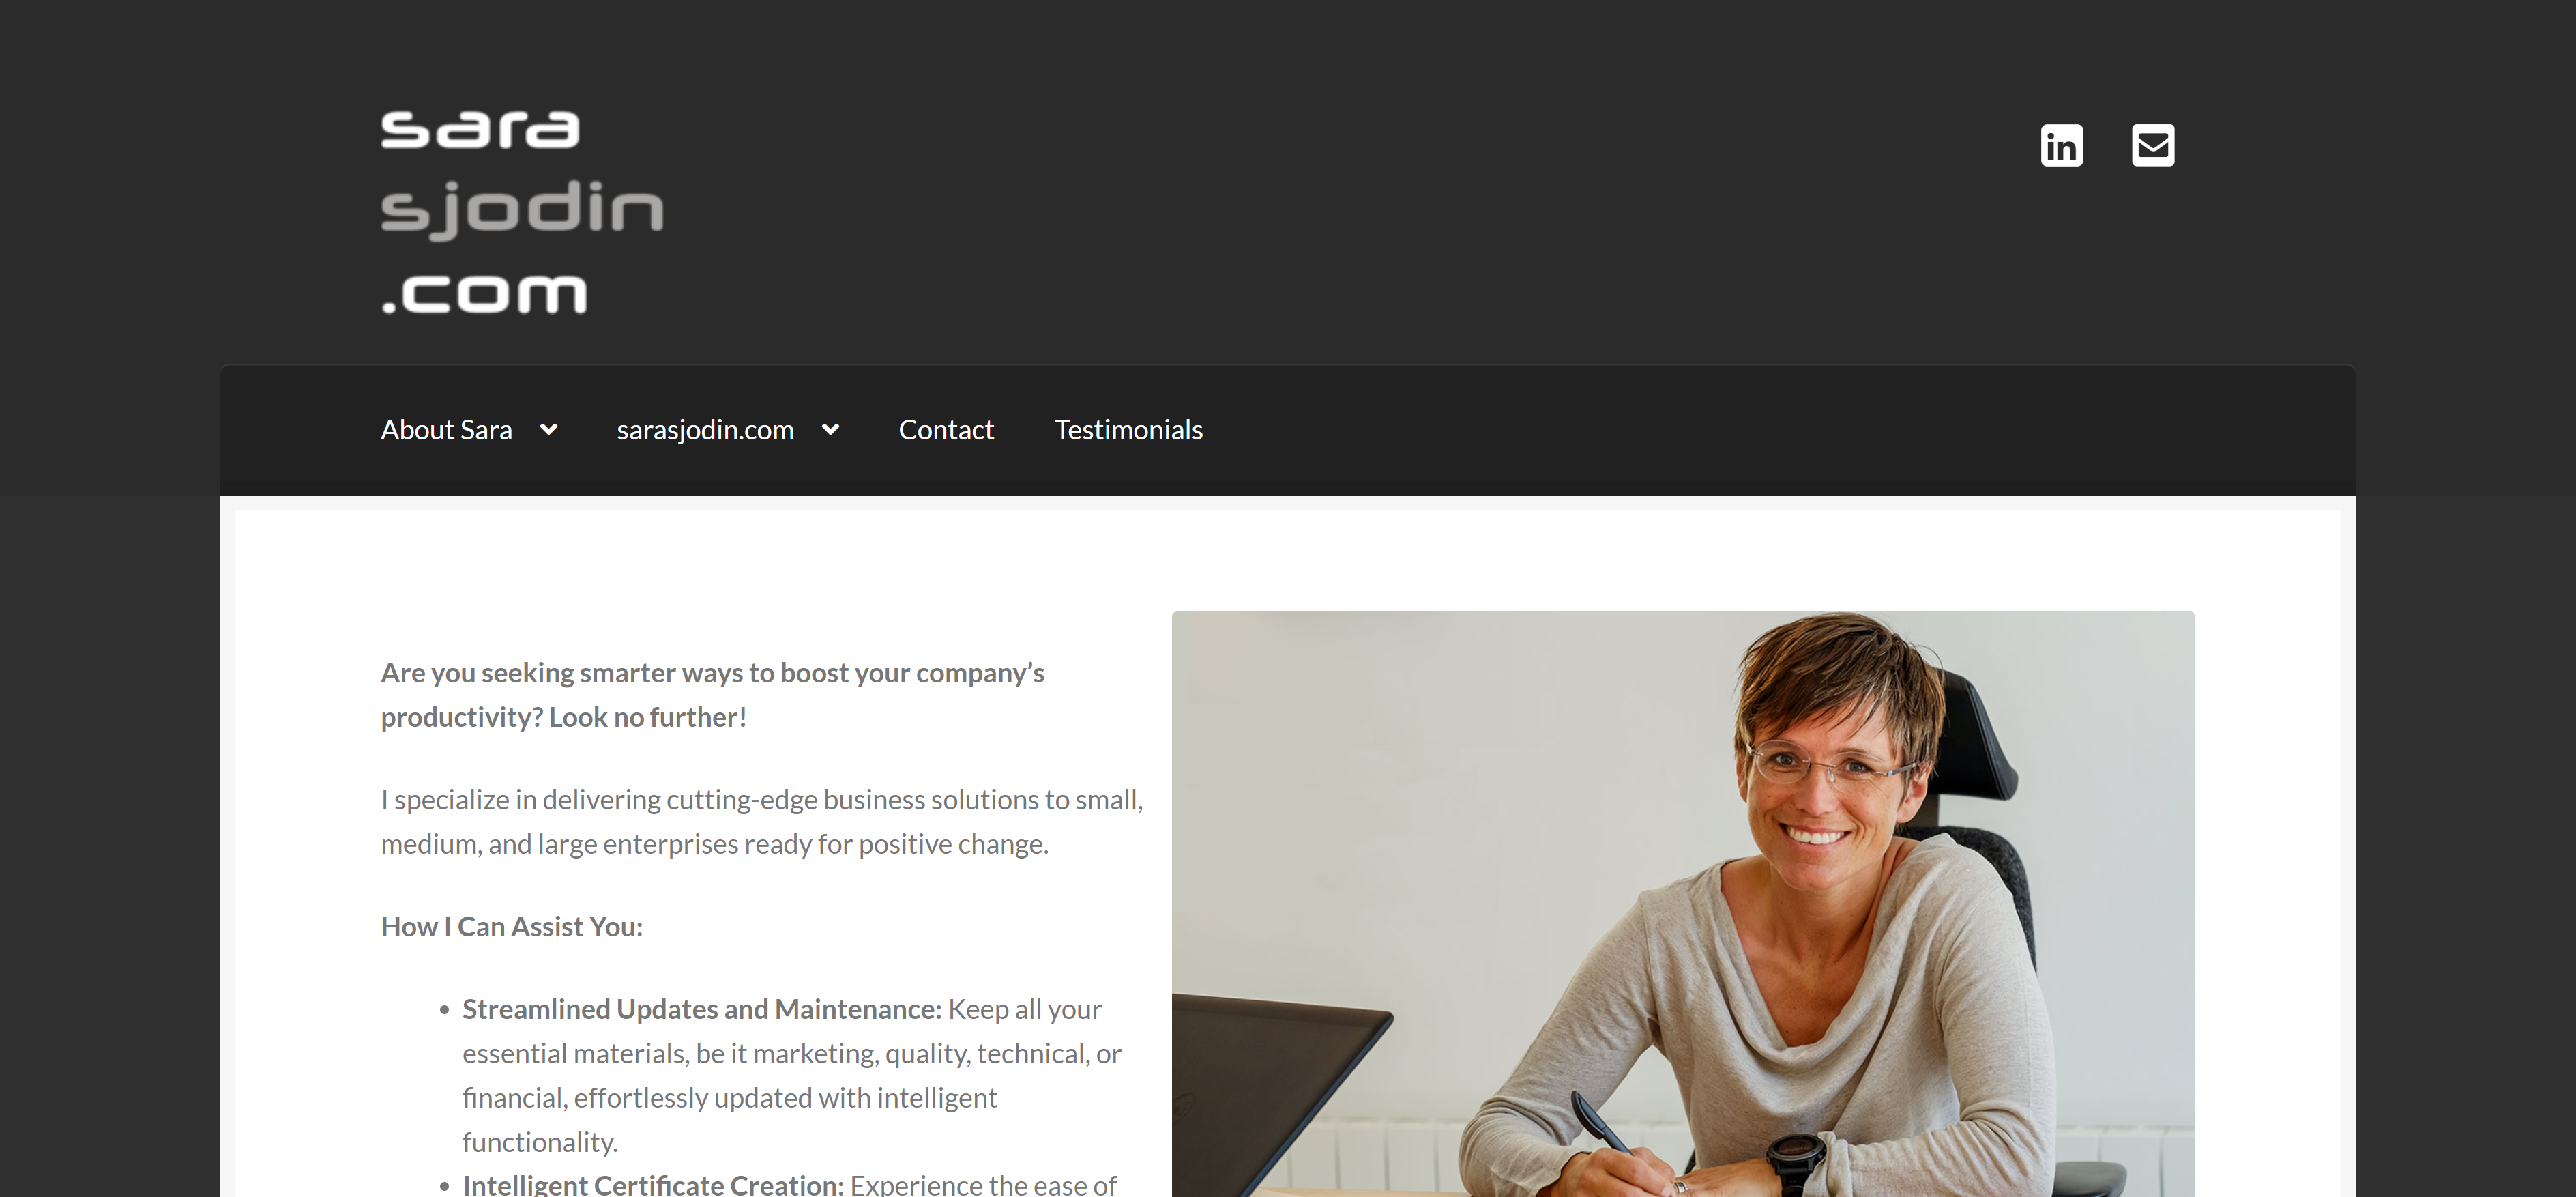 sara
sjodin
.com
in
About Sara
sarasjodin.com
Contact
Testimonials
Are you seeking smarter ways to boost your company’s
productivity? Look no further!
I specialize in delivering cutting-edge business solutions to small,
medium, and large enterprises ready for positive change.
How I Can Assist You:
• Streamlined Updates and Maintenance: Keep all your
essential materials, be it marketing, quality, technical, or
financial, effortlessly updated with intelligent
functionality.
• Intelligent Certificate Creation: Experience the ease of